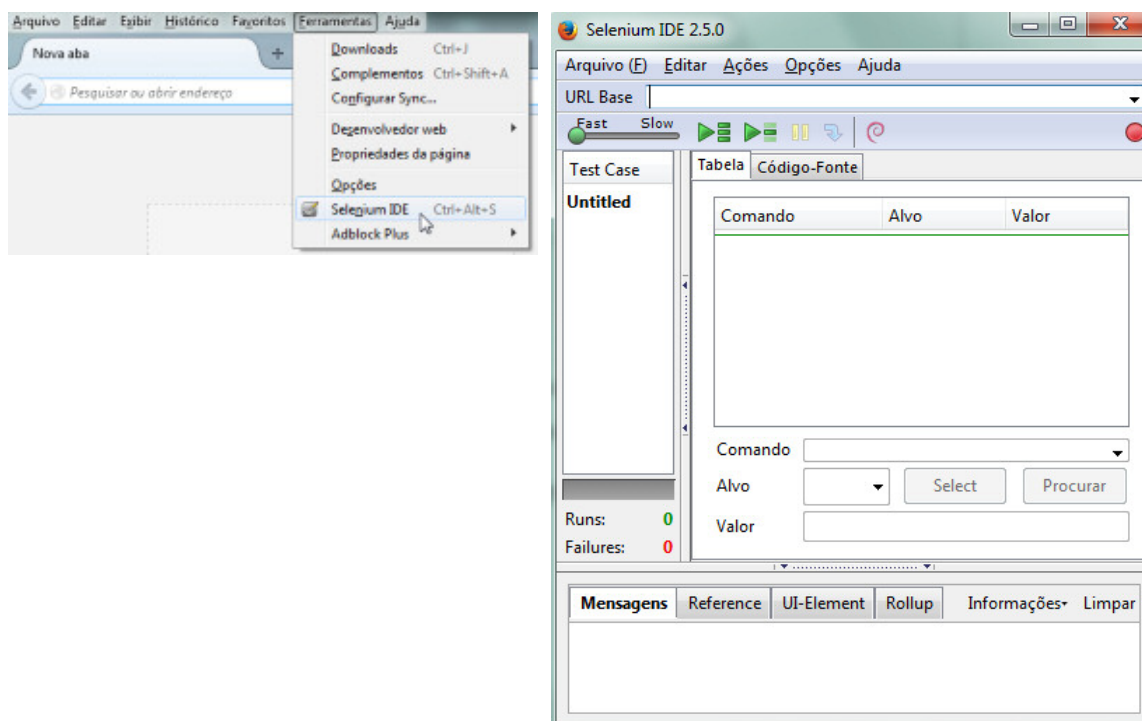 Arquivo Editar Exibir Histórico Favoritos Ferramentas Ajuda
Nova aba +
Pesquisar ou abrir endereço
Downloads Ctrl+J
Complementos Ctrl+Shift+A
Configurar Sync...
Desenvolvedor web
Propriedades da página
Opções
Selenium IDE Ctrl+Alt+S
Adblock Plus
Selenium IDE 2.5.0
Arquivo (F) Editar Ações Opções Ajuda
URL Base
Fast Slow
Test Case
Untitled
Tabela Código-Fonte
Comando Alvo Valor
Comando
Alvo Select Procurar
Valor
Runs: 0
Failures: 0
Mensagens Reference UI-Element Rollup Informações Limpar